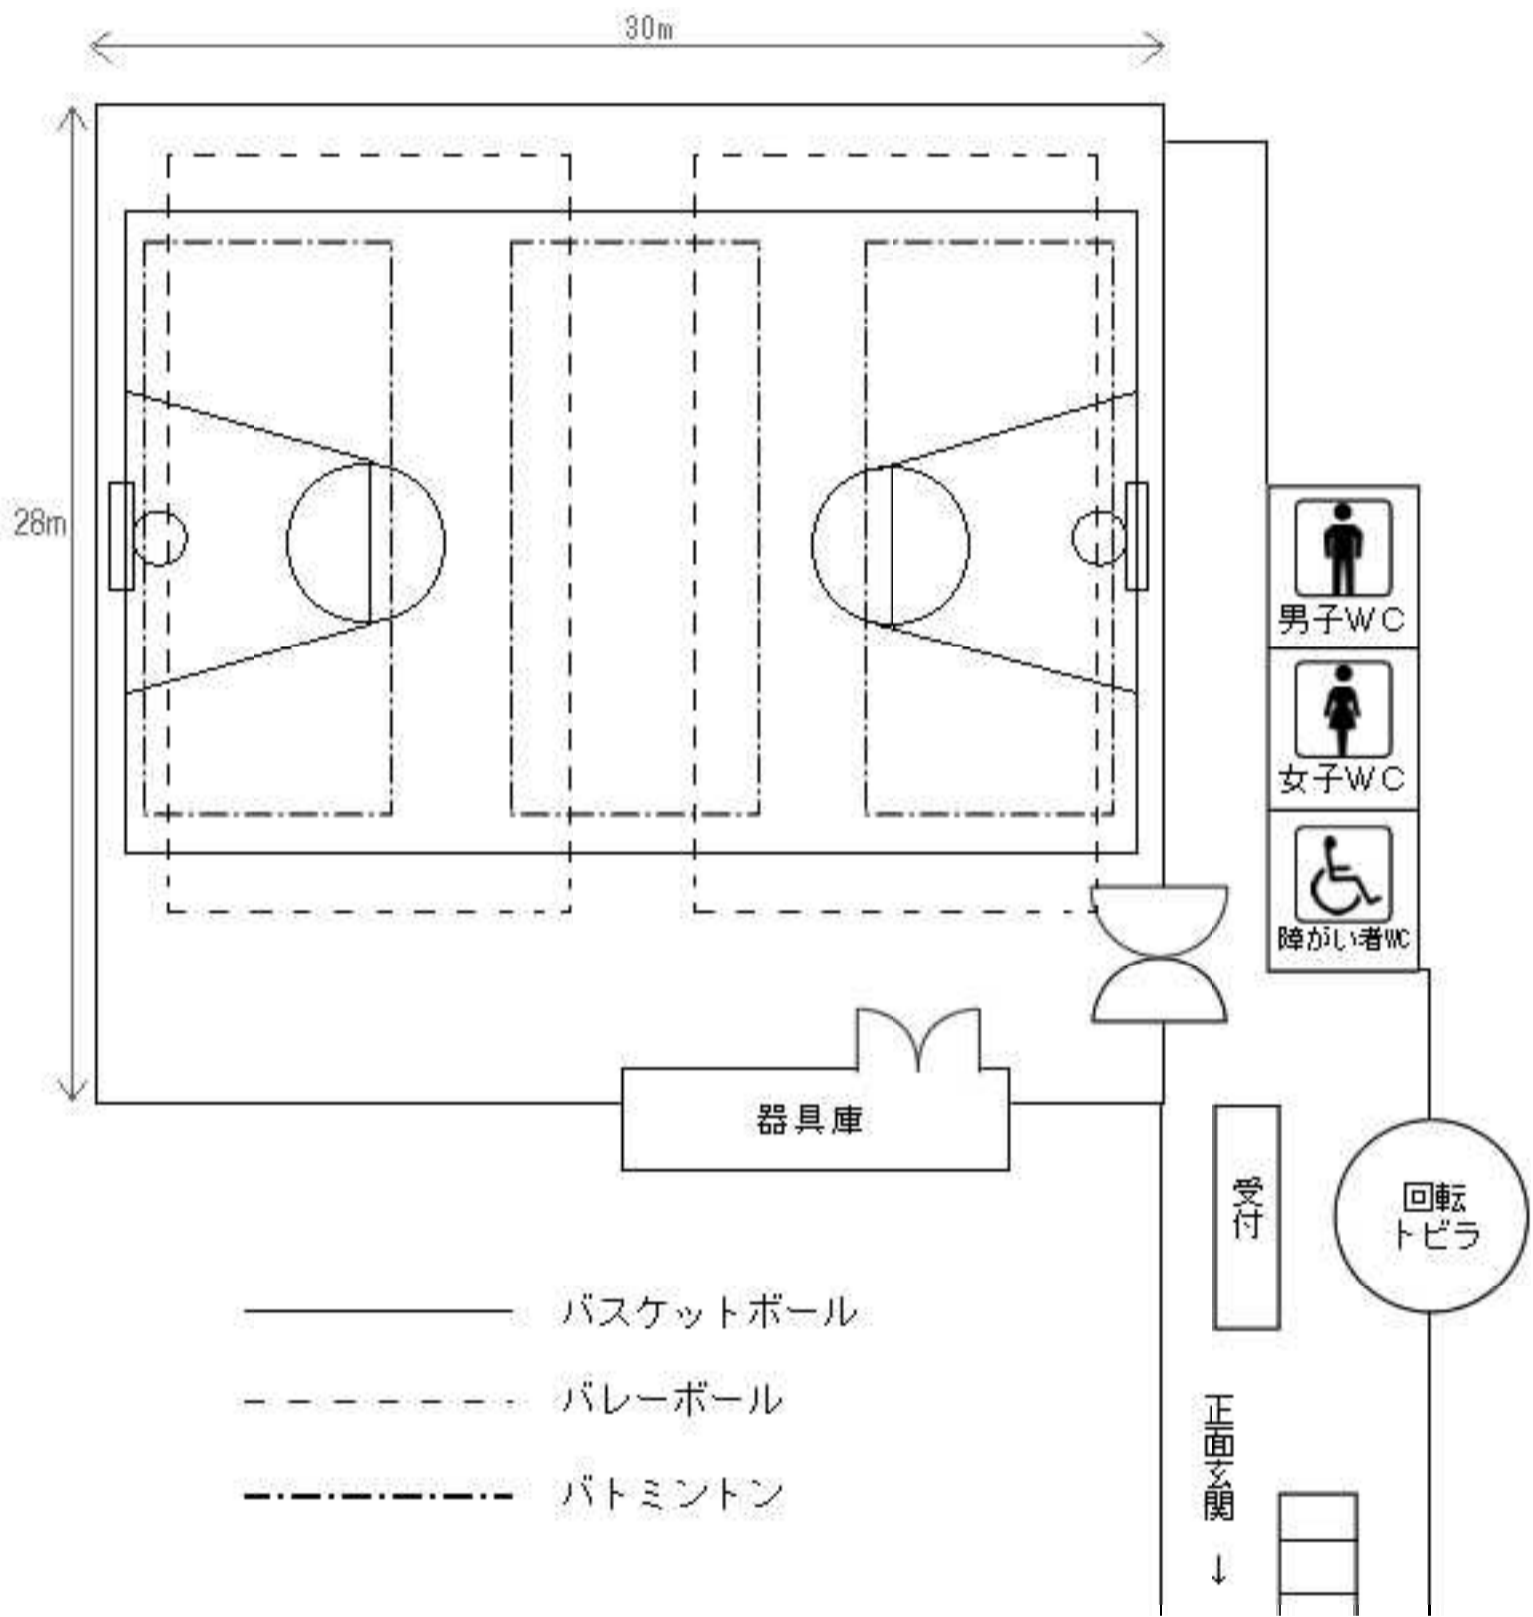 30m
28m
男子WC
女子WC
障がい者WC
器具庫
受付
回転
トビラ
バスケットボール
バレーボール
バトミントン
正面玄関 ↓